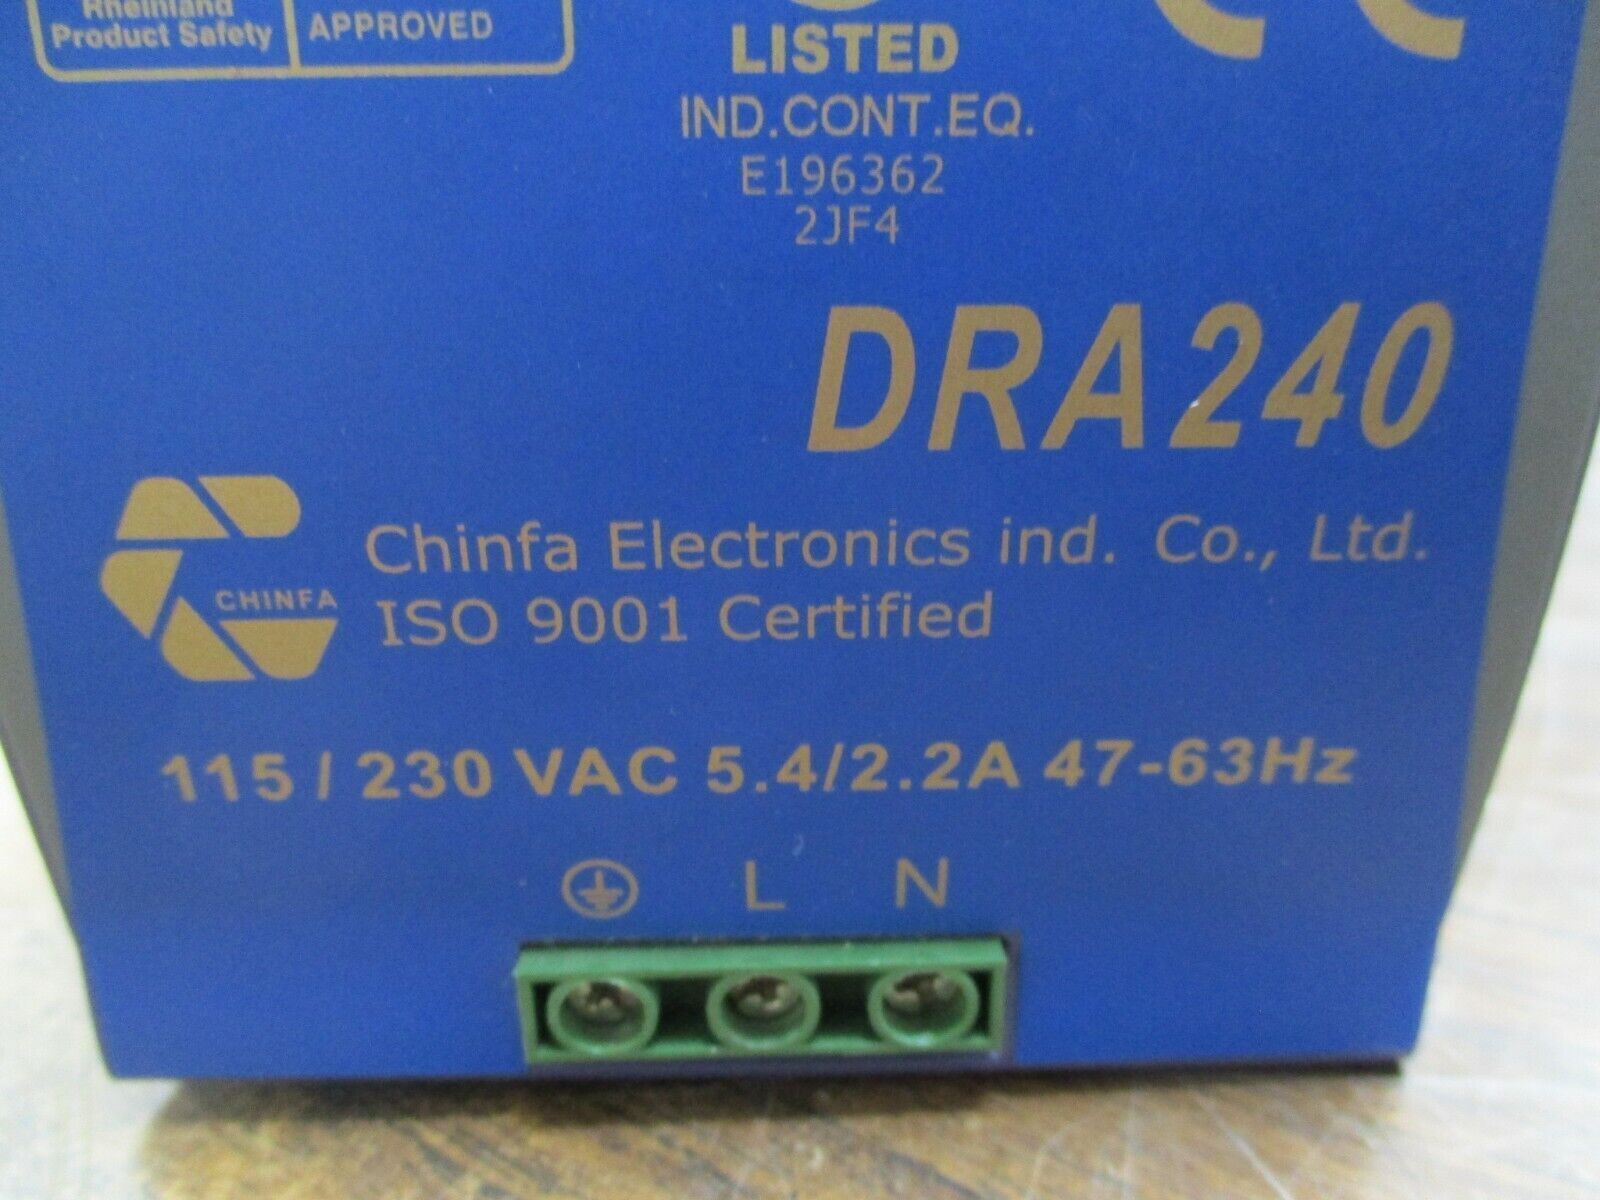 Rheinland
Product Safety
APPROVED
LISTED
IND.CONT.EQ.
E196362
2JF4
DRA240
CHINFA
Chinfa Electronics ind. Co., Ltd.
ISO 9001 Certified
115 / 230 VAC 5.4/2.2A 47-63Hz
L N